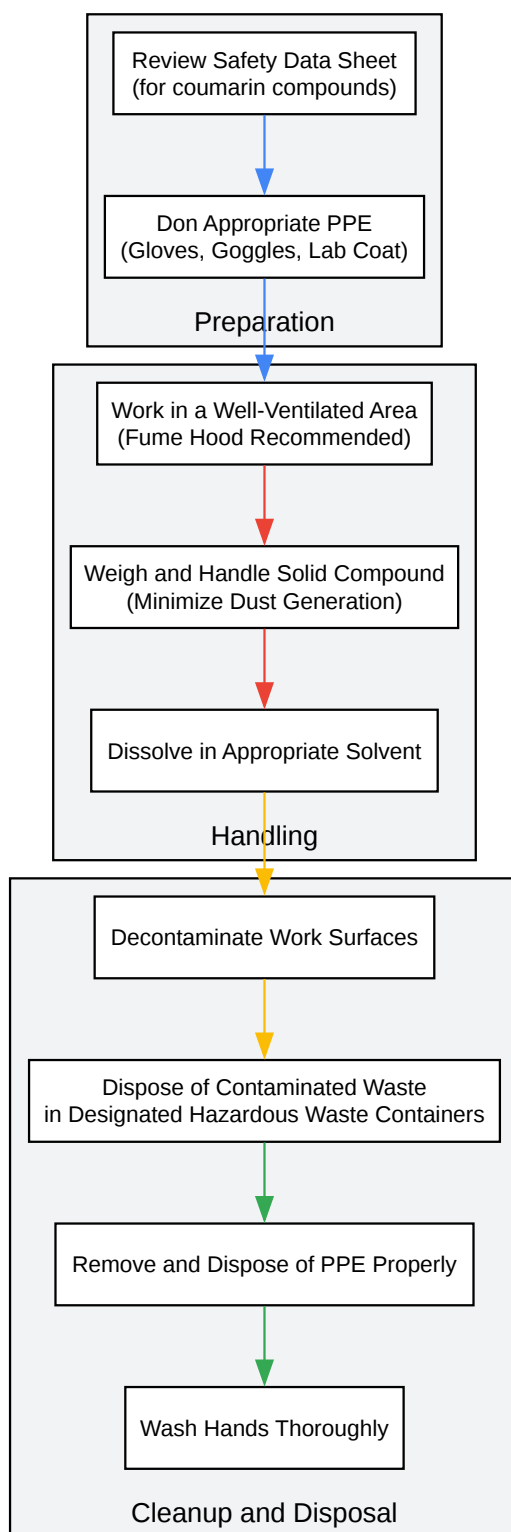 Review Safety Data Sheet
(for coumarin compounds)
Don Appropriate PPE
(Gloves, Goggles, Lab Coat)
Preparation
Work in a Well-Ventilated Area
(Fume Hood Recommended)
Weigh and Handle Solid Compound
(Minimize Dust Generation)
Dissolve in Appropriate Solvent
Handling
Decontaminate Work Surfaces
Dispose of Contaminated Waste
in Designated Hazardous Waste Containers
Remove and Dispose of PPE Properly
Wash Hands Thoroughly
Cleanup and Disposal